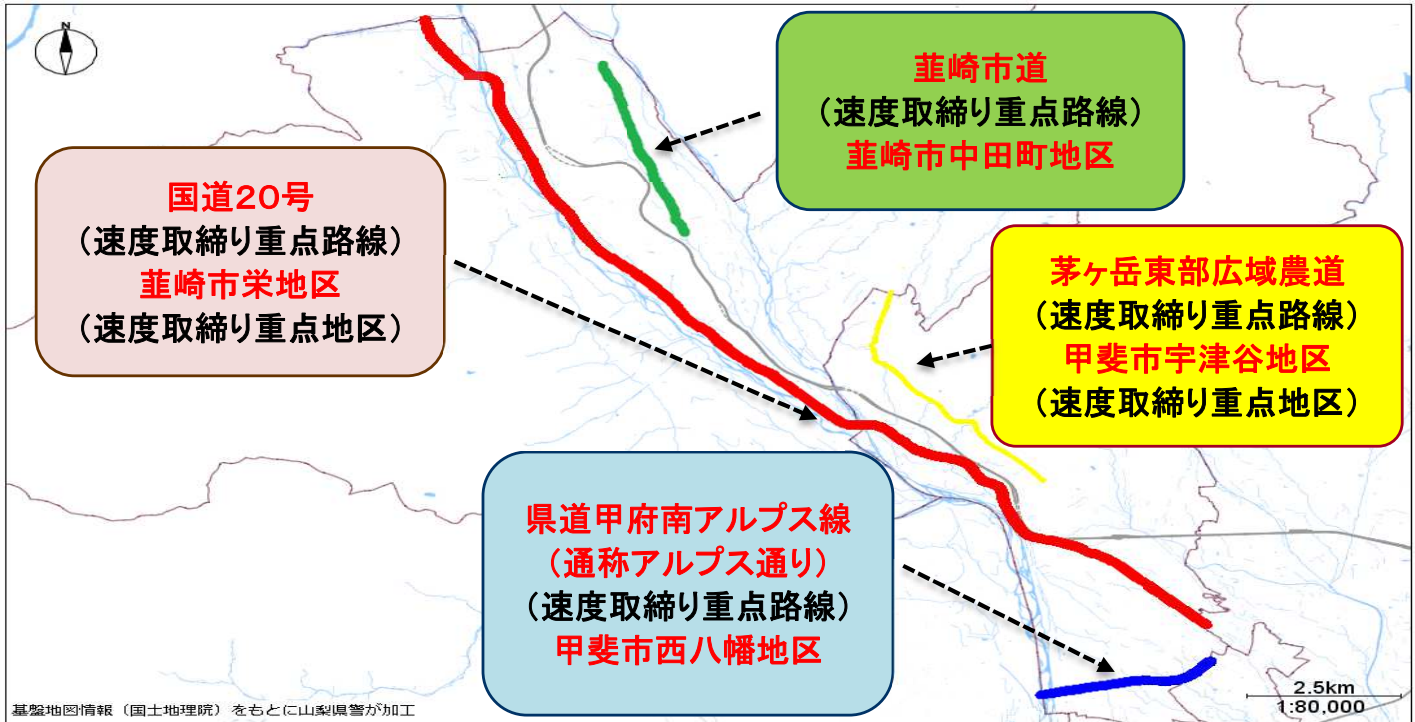 N
韮崎市道
(速度取締り重点路線)
韮崎市中田町地区
国道20号
(速度取締り重点路線)
韮崎市栄地区
(速度取締り重点地区)
茅ヶ岳東部広域農道
(速度取締り重点路線)
甲斐市宇津谷地区
(速度取締り重点地区)
県道甲府南アルプス線
(通称アルプス通り)
(速度取締り重点路線)
甲斐市西八幡地区
2.5km
1:80,000
基盤地図情報(国土地理院)をもとに山梨県警が加工